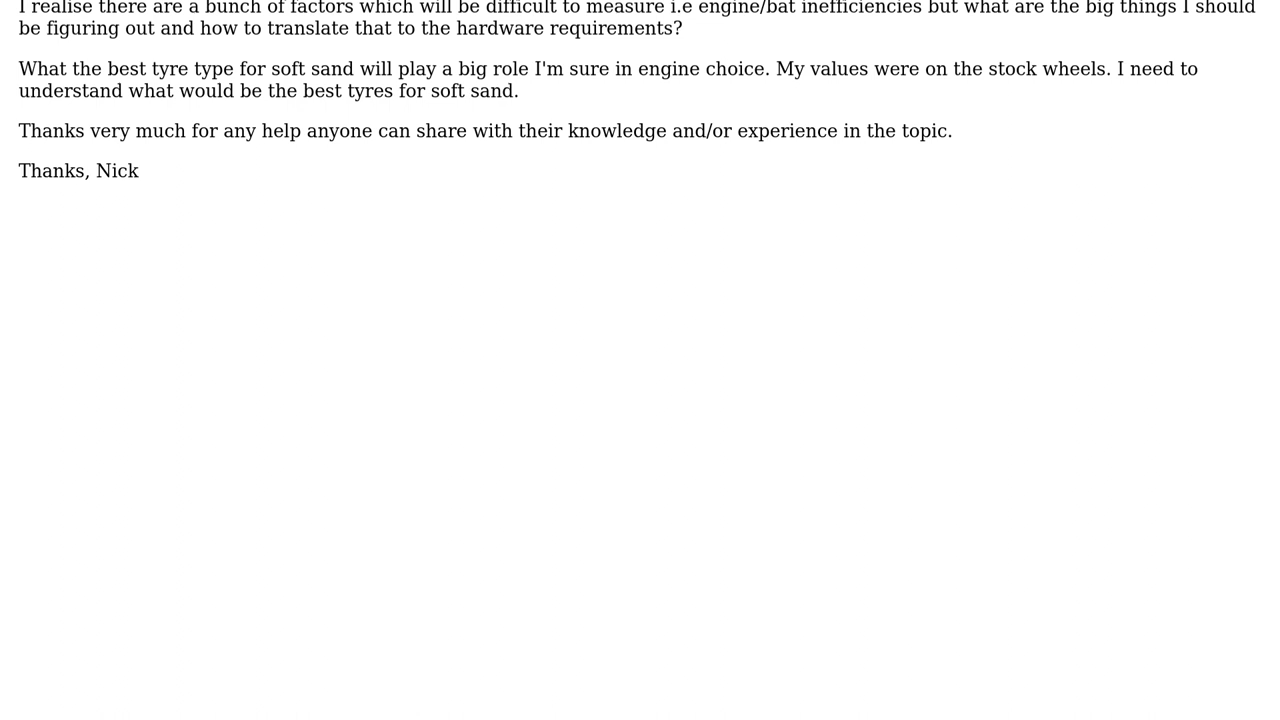 I realise there are a bunch of factors which will be difficult to measure i.e engine/bat inefficiencies but what are the big things I should
be figuring out and how to translate that to the hardware requirements?
What the best tyre type for soft sand will play a big role I'm sure in engine choice. My values were on the stock wheels. I need to
understand what would be the best tyres for soft sand.
Thanks very much for any help anyone can share with their knowledge and/or experience in the topic.
Thanks, Nick